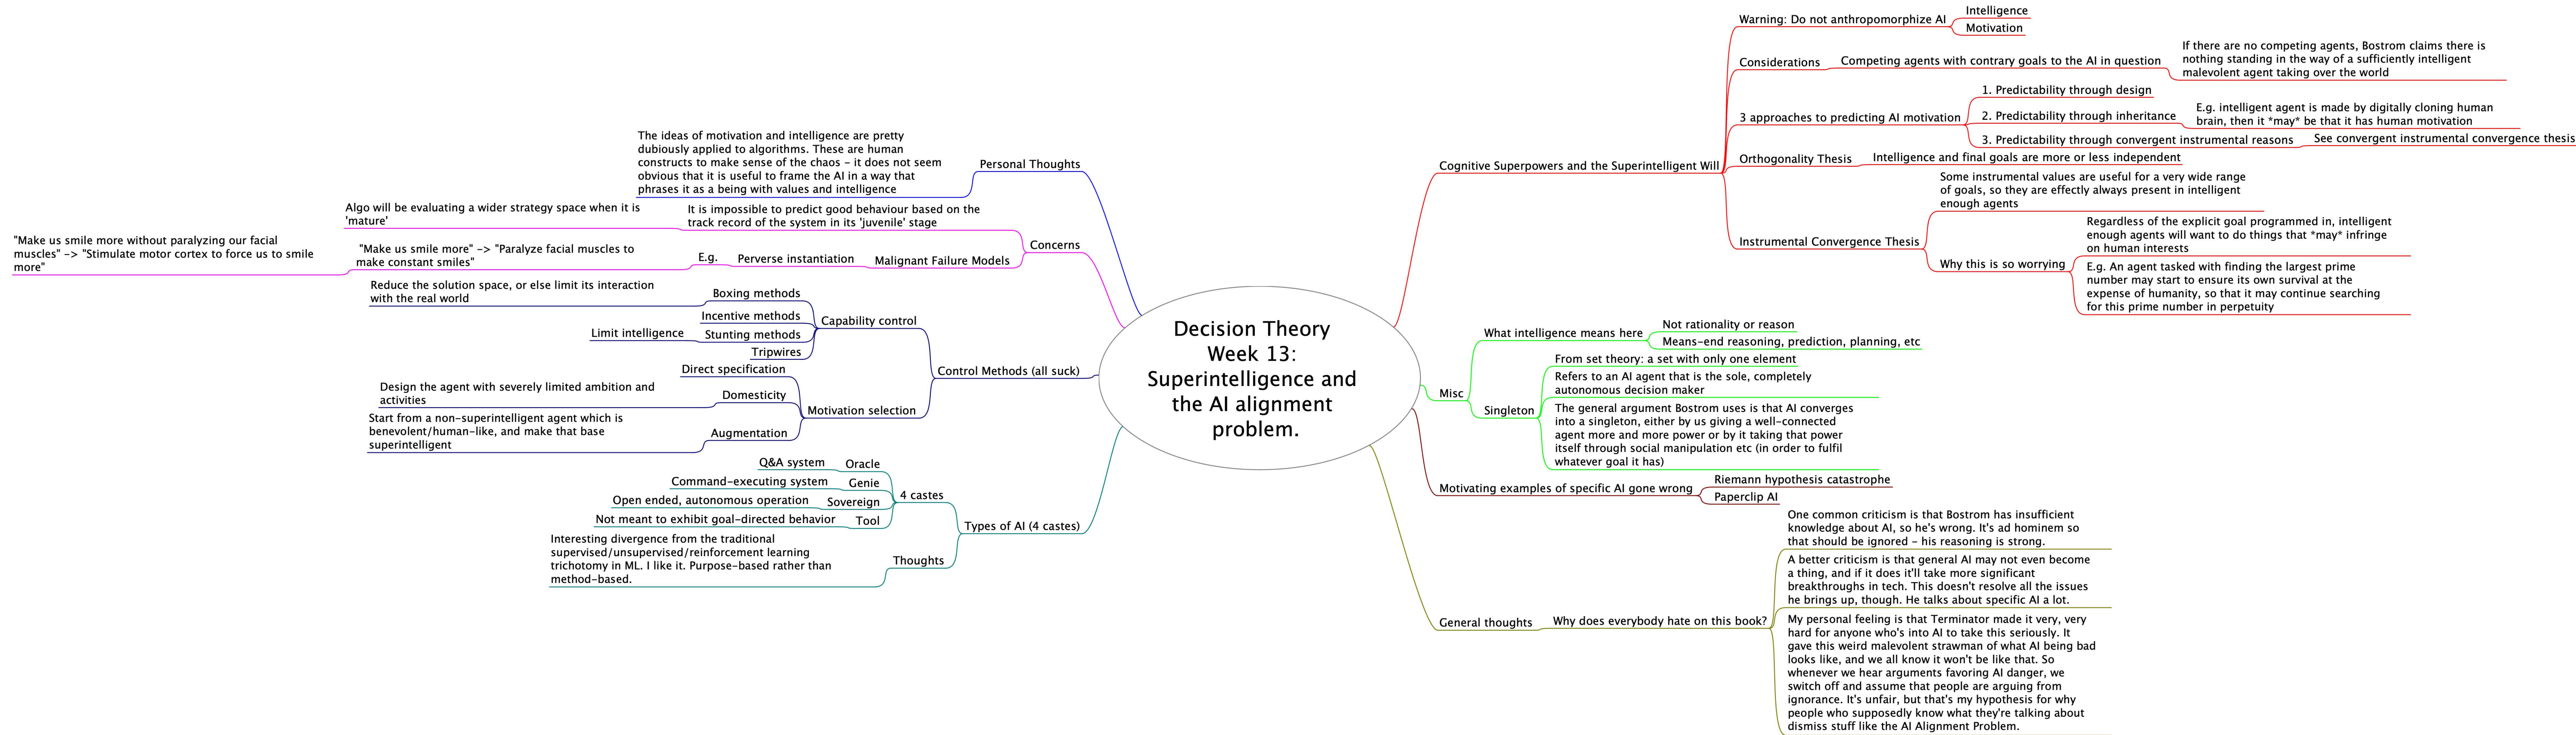 Decision Theory
Week 13:
Superintelligence and
the AI alignment
problem.
Cognitive Superpowers and the Superintelligent Will
Warning: Do not anthropomorphize AI
Intelligence
Motivation
Considerations
Competing agents with contrary goals to the AI in question
If there are no competing agents, Bostrom claims there is
nothing standing in the way of a sufficiently intelligent
malevolent agent taking over the world
3 approaches to predicting AI motivation
1. Predictability through design
2. Predictability through inheritance
E.g. intelligent agent is made by digitally cloning human
brain, then it *may* be that it has human motivation
3. Predictability through convergent instrumental reasons
See convergent instrumental convergence thesis
Orthogonality Thesis
Intelligence and final goals are more or less independent
Instrumental Convergence Thesis
Some instrumental values are useful for a very wide range
of goals, so they are effectly always present in intelligent
enough agents
Why this is so worrying
Regardless of the explicit goal programmed in, intelligent
enough agents will want to do things that *may* infringe
on human interests
E.g. An agent tasked with finding the largest prime
number may start to ensure its own survival at the
expense of humanity, so that it may continue searching
for this prime number in perpetuity
Misc
What intelligence means here
Not rationality or reason
Means-end reasoning, prediction, planning, etc
Singleton
From set theory: a set with only one element
Refers to an AI agent that is the sole, completely
autonomous decision maker
The general argument Bostrom uses is that AI converges
into a singleton, either by us giving a well-connected
agent more and more power or by it taking that power
itself through social manipulation etc (in order to fulfil
whatever goal it has)
Motivating examples of specific AI gone wrong
Riemann hypothesis catastrophe
Paperclip AI
General thoughts
Why does everybody hate on this book?
One common criticism is that Bostrom has insufficient
knowledge about AI, so he's wrong. It's ad hominem so
that should be ignored - his reasoning is strong.
A better criticism is that general AI may not even become
a thing, and if it does it'll take more significant
breakthroughs in tech. This doesn't resolve all the issues
he brings up, though. He talks about specific AI a lot.
My personal feeling is that Terminator made it very, very
hard for anyone who's into AI to take this seriously. It
gave this weird malevolent strawman of what AI being bad
looks like, and we all know it won't be like that. So
whenever we hear arguments favoring AI danger, we
switch off and assume that people are arguing from
ignorance. It's unfair, but that's my hypothesis for why
people who supposedly know what they're talking about
dismiss stuff like the AI Alignment Problem.
Personal Thoughts
The ideas of motivation and intelligence are pretty
dubiously applied to algorithms. These are human
constructs to make sense of the chaos - it does not seem
obvious that it is useful to frame the AI in a way that
phrases it as a being with values and intelligence
Concerns
It is impossible to predict good behaviour based on the
track record of the system in its 'juvenile' stage
Algo will be evaluating a wider strategy space when it is
'mature'
Malignant Failure Models
Perverse instantiation
E.g.
"Make us smile more" -> "Paralyze facial muscles to
make constant smiles"
"Make us smile more without paralyzing our facial
muscles" -> "Stimulate motor cortex to force us to smile
more"
Control Methods (all suck)
Capability control
Boxing methods
Reduce the solution space, or else limit its interaction
with the real world
Incentive methods
Stunting methods
Limit intelligence
Tripwires
Motivation selection
Direct specification
Domesticity
Design the agent with severely limited ambition and
activities
Augmentation
Start from a non-superintelligent agent which is
benevolent/human-like, and make that base
superintelligent
Types of AI (4 castes)
4 castes
Oracle
Q&A system
Genie
Command-executing system
Sovereign
Open ended, autonomous operation
Tool
Not meant to exhibit goal-directed behavior
Thoughts
Interesting divergence from the traditional
supervised/unsupervised/reinforcement learning
trichotomy in ML. I like it. Purpose-based rather than
method-based.